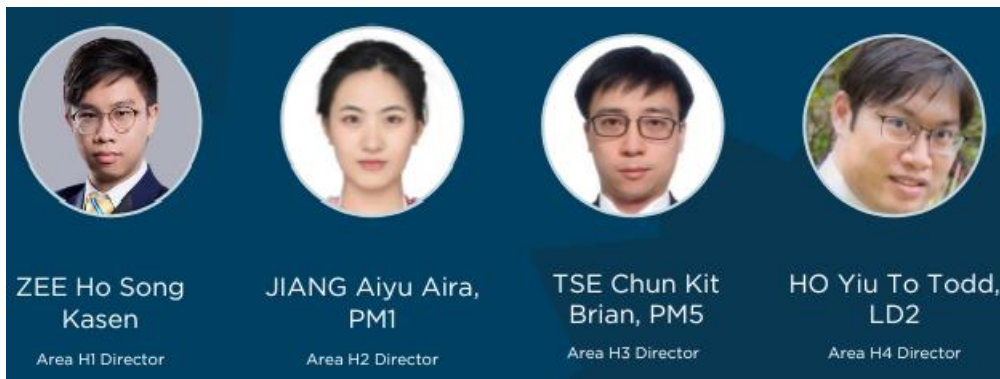 ZEE Ho Song
Kasen
Area H1 Director
JIANG Aiyu Aira,
PM1
Area H2 Director
TSE Chun Kit
Brian, PM5
Area H3 Director
HO Yiu To Todd,
LD2
Area H4 Director